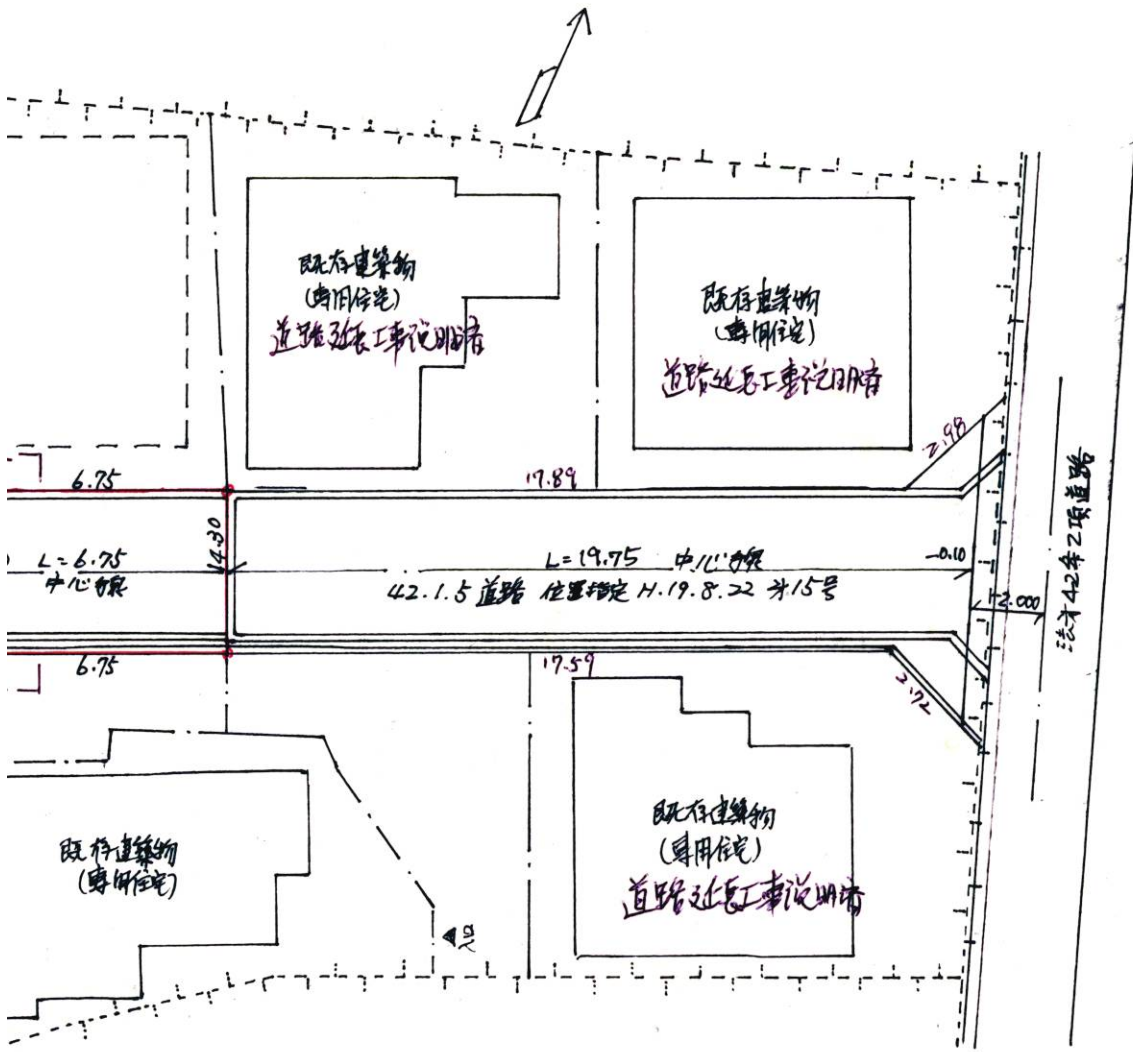 既存建築物
(専用住宅)
道路延長工事説明済
既存建築物
(専用住宅)
道路延長工事説明済
6.75
17.89
2.98
14.30
L=6.75
中心線
L=19.75 中心線
42.1.5 道路 位置指定 H.19.8.22 第15号
0.10
2.000
法第42条2項道路
6.75
17.59
2.72
既存建築物
(専用住宅)
既存建築物
(専用住宅)
道路延長工事説明済
入口